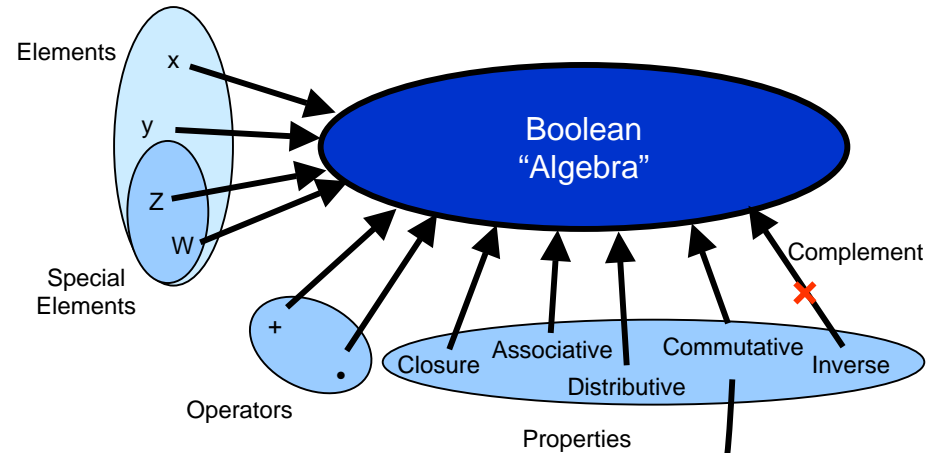 Elements
x
y
Z
W
Special
Elements
Boolean
“Algebra”
Complement
+
•
Operators
Closure
Associative
Distributive
Commutative
Inverse
Properties